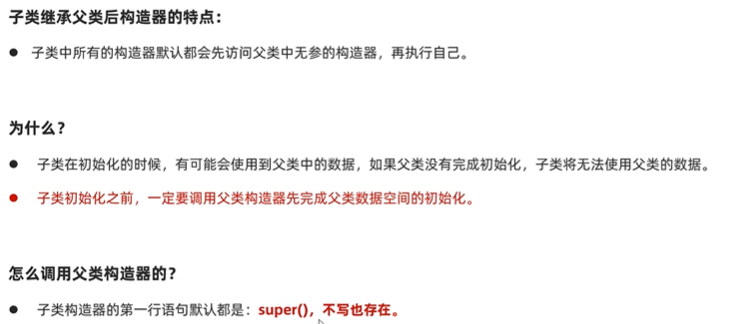 子类继承父类后构造器的特点：
● 子类中所有的构造器默认都会先访问父类中无参的构造器，再执行自己。
为什么？
● 子类在初始化的时候，有可能会使用到父类中的数据，如果父类没有完成初始化，子类将无法使用父类的数据。
● 子类初始化之前，一定要调用父类构造器先完成父类数据空间的初始化。
怎么调用父类构造器的？
● 子类构造器的第一行语句默认都是：super()，不写也存在。